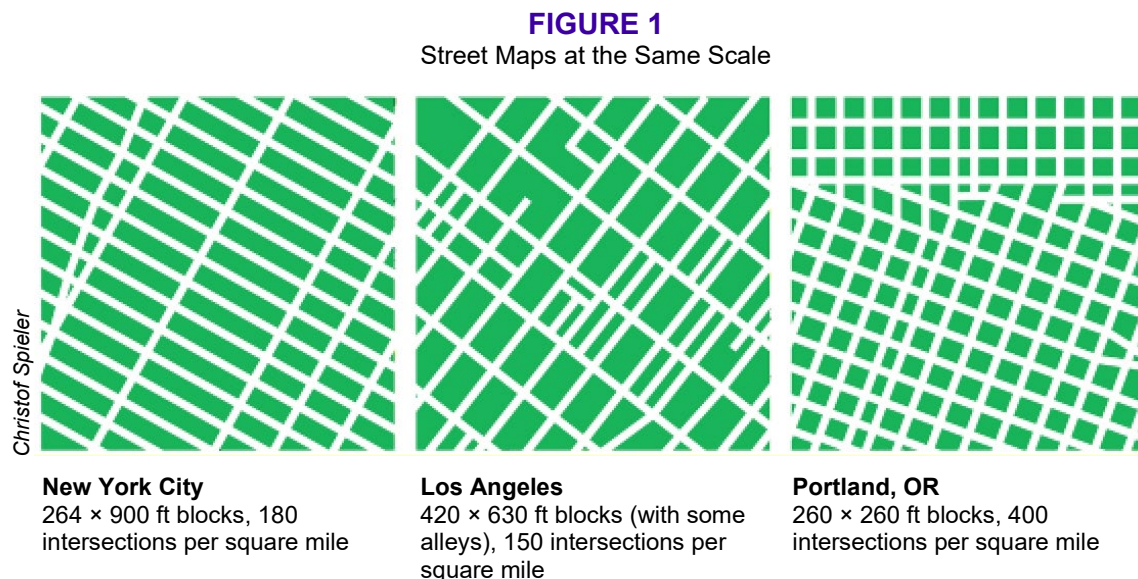 FIGURE 1
Street Maps at the Same Scale
Christof Spieler
New York City
264 × 900 ft blocks, 180
intersections per square mile
Los Angeles
420 × 630 ft blocks (with some
alleys), 150 intersections per
square mile
Portland, OR
260 × 260 ft blocks, 400
intersections per square mile